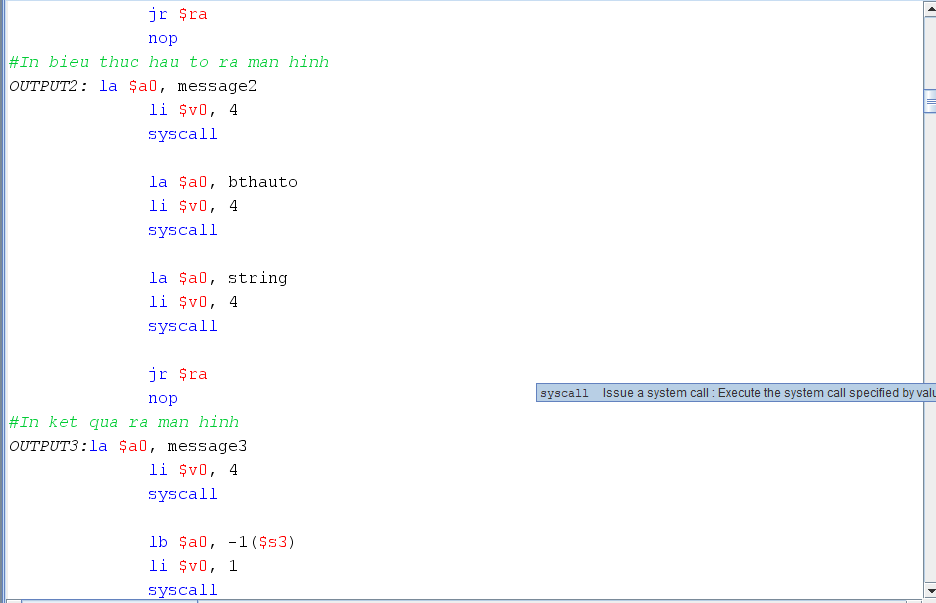 jr $ra
nop
#In bieu thuc hau to ra man hinh
OUTPUT2: la $a0, message2
li $v0, 4
syscall
la $a0, bthauto
li $v0, 4
syscall
la $a0, string
li $v0, 4
syscall
jr $ra
nop
syscall Issue a system call : Execute the system call specified by valu
#In ket qua ra man hinh
OUTPUT3:la $a0, message3
li $v0, 4
syscall
lb $a0, -1($s3)
li $v0, 1
syscall